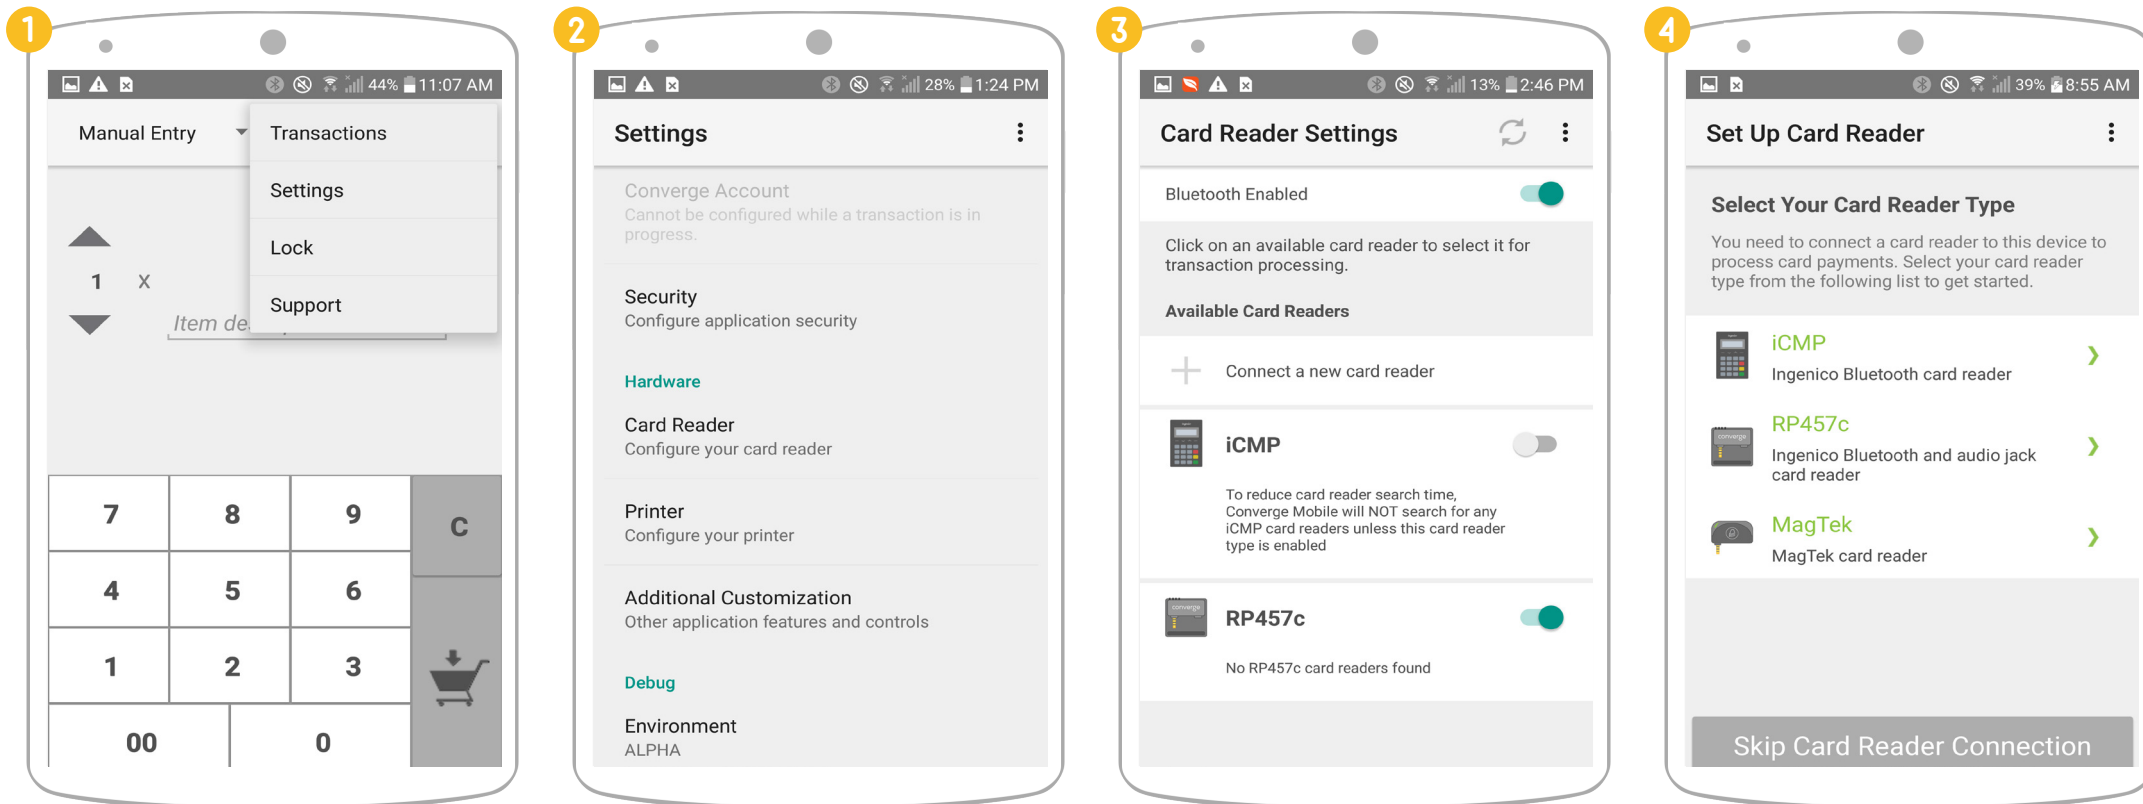 1
44% 11:07 AM
Manual Entry
Transactions
Settings
Lock
Support
1 x
Item de
7 8 9 C
4 5 6
1 2 3
00 0
2
28% 1:24 PM
Settings
Converge Account
Cannot be configured while a transaction is in
progress.
Security
Configure application security
Hardware
Card Reader
Configure your card reader
Printer
Configure your printer
Additional Customization
Other application features and controls
Debug
Environment
ALPHA
3
13% 2:46 PM
Card Reader Settings
Bluetooth Enabled
Click on an available card reader to select it for
transaction processing.
Available Card Readers
Connect a new card reader
iCMP
To reduce card reader search time,
Converge Mobile will NOT search for any
iCMP card readers unless this card reader
type is enabled
converge
RP457c
No RP457c card readers found
4
39% 8:55 AM
Set Up Card Reader
Select Your Card Reader Type
You need to connect a card reader to this device to
process card payments. Select your card reader
type from the following list to get started.
iCMP
Ingenico Bluetooth card reader
converge
RP457c
Ingenico Bluetooth and audio jack
card reader
MagTek
MagTek card reader
Skip Card Reader Connection